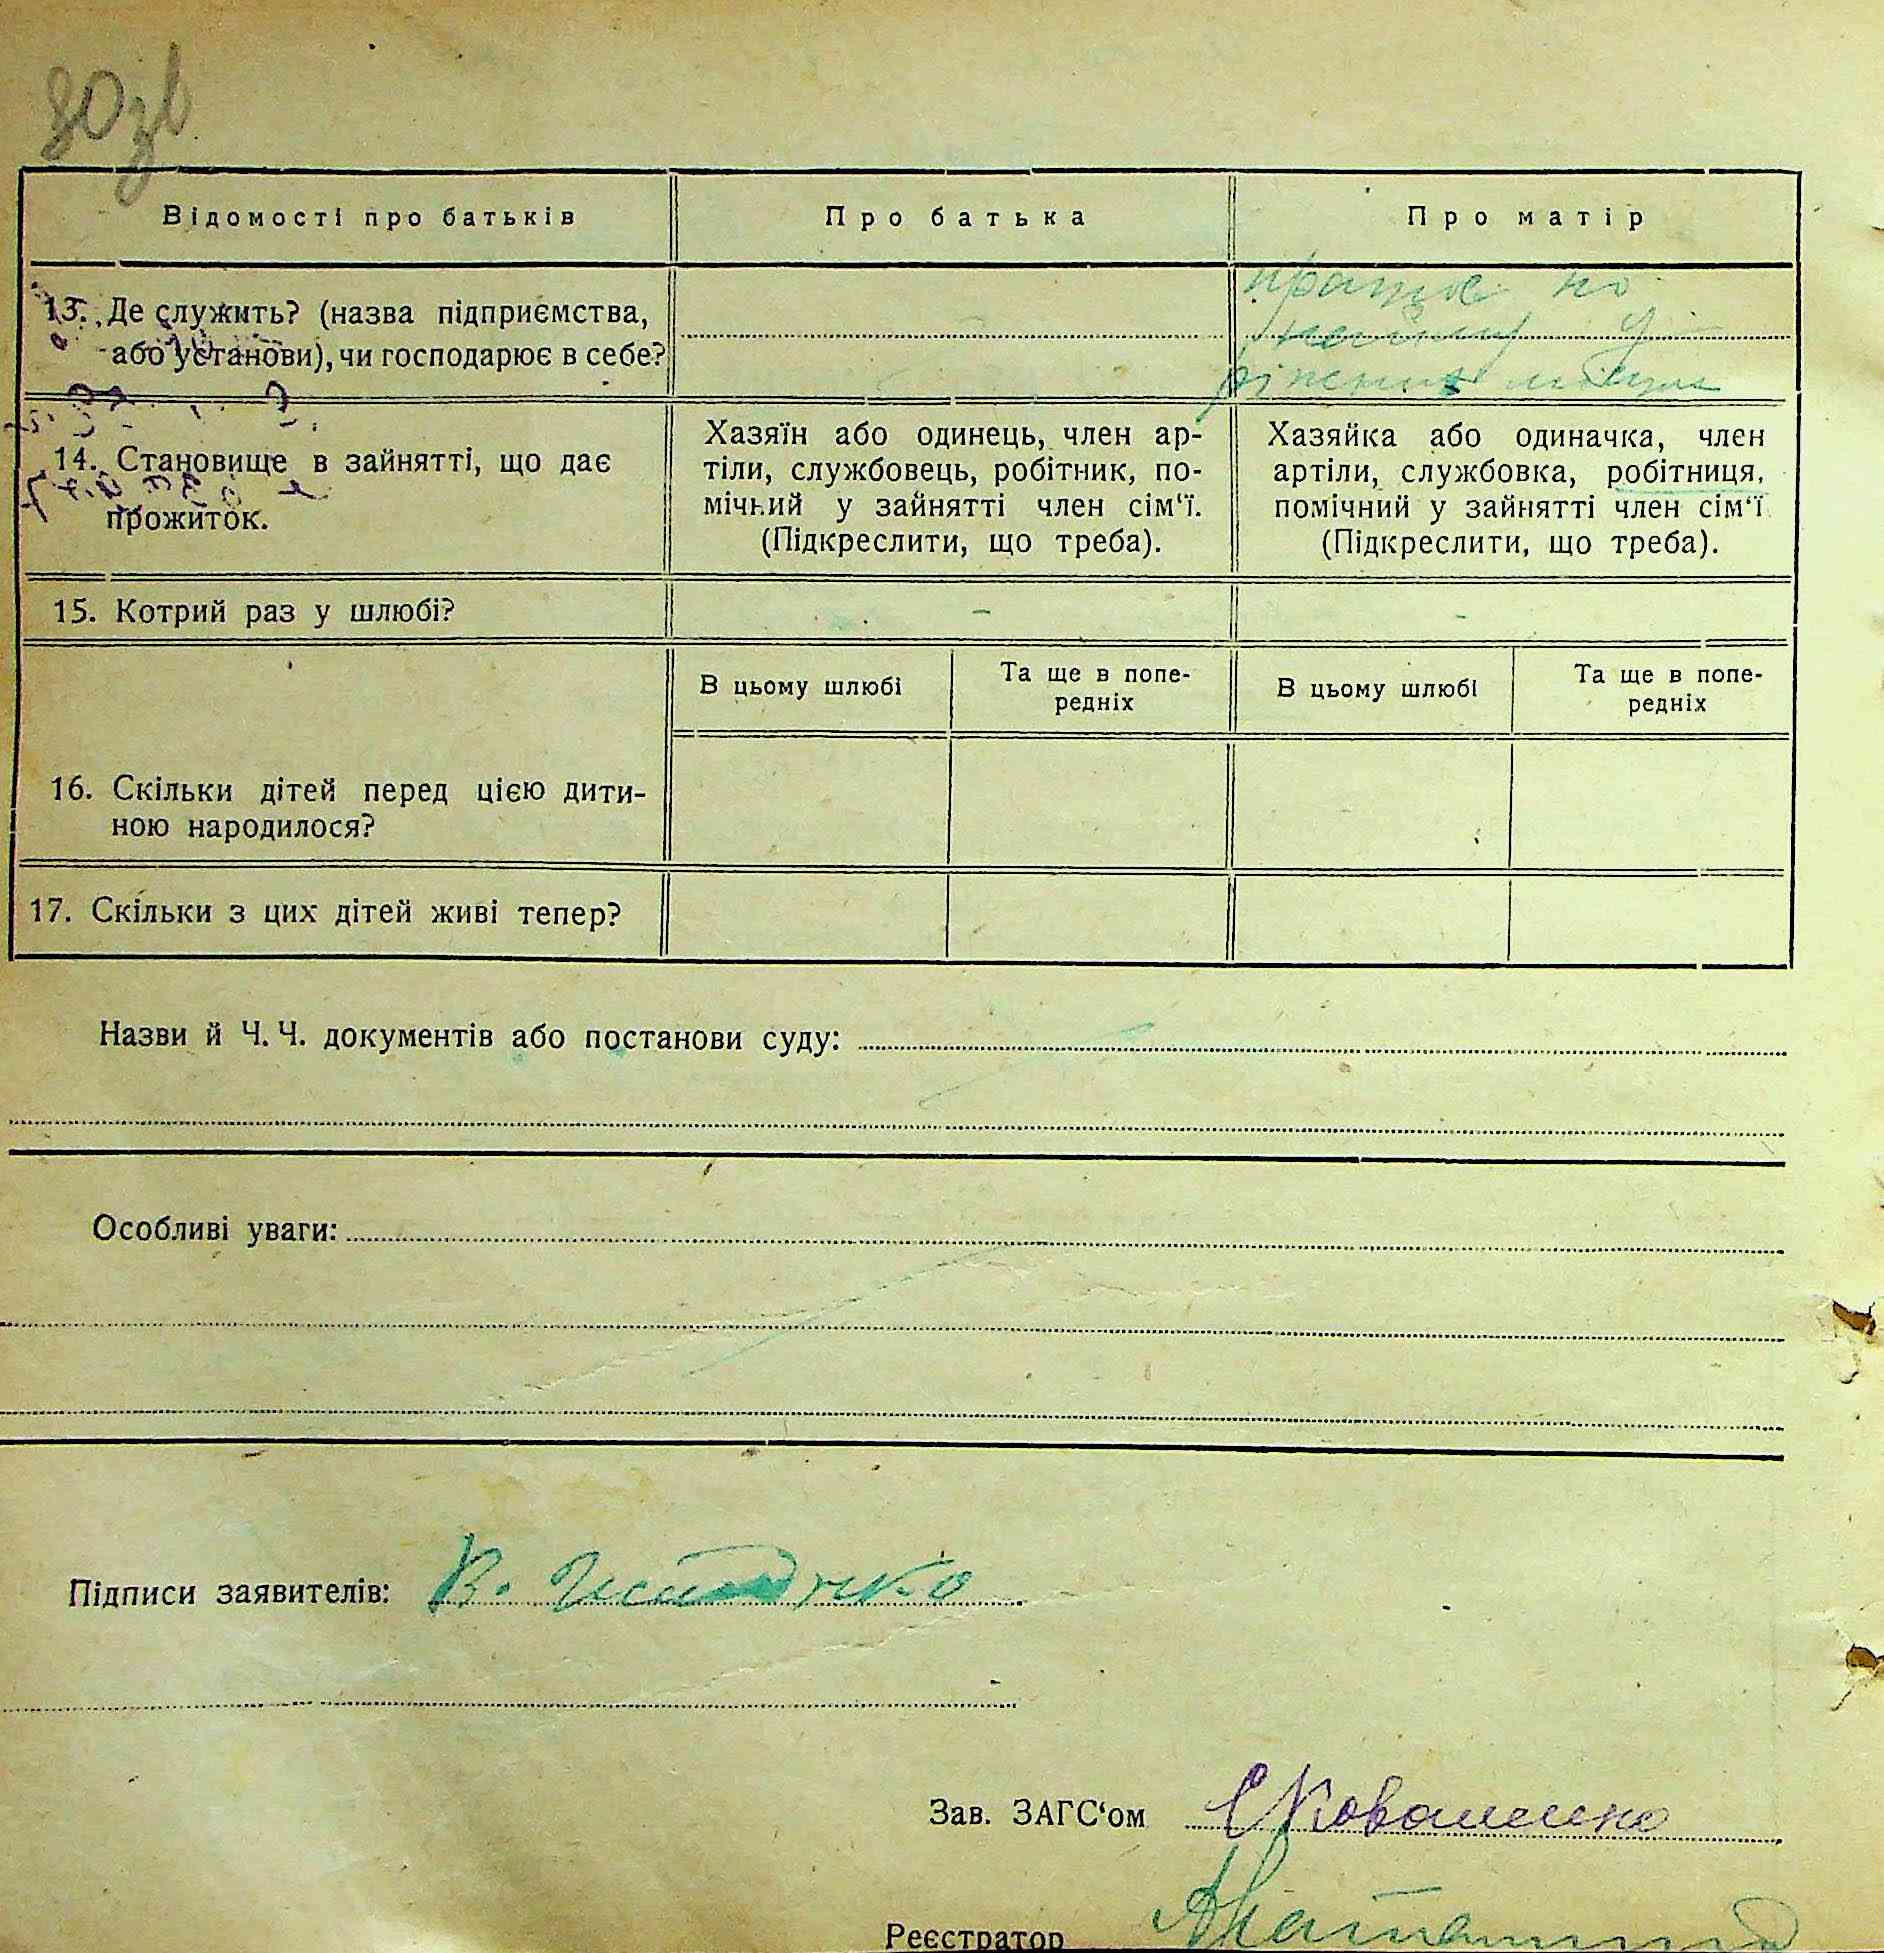 80зв
Відомості про батьків
Про батька
Про матір
13. Де служить? (назва підприємства,
або установи), чи господарює в себе?
працює по
найму у
ріжних місцях
14. Становище в зайнятті, що дає
прожиток.
Хазяїн або одинець, член ар-
тіли, службовець, робітник, по-
мічний у зайнятті член сім'ї.
(Підкреслити, що треба).
Хазяйка або одиначка, член
артіли, службовка, робітниця,
помічний у зайнятті член сім'ї
(Підкреслити, що треба).
15. Котрий раз у шлюбі?
-
-
В цьому шлюбі
Та ще в попе-
редніх
В цьому шлюбі
Та ще в попе-
редніх
16. Скільки дітей перед цією дити-
ною народилося?
17. Скільки з цих дітей живі тепер?
Назви й Ч. Ч. документів або постанови суду:
Особливі уваги:
Підписи заявителів: В.
Зав. ЗАГС'ом
Реєстратор